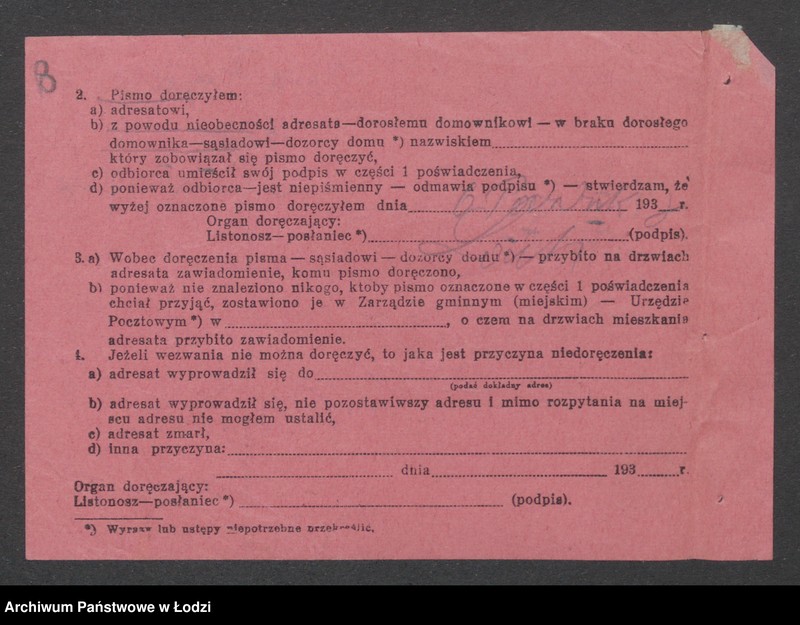 8
2. Pismo doręczyłem:
a) adresatowi,
b) z powodu nieobecności adresata—dorosłemu domownikowi — w braku dorosłego
domownika—sąsiadowi—dozorcy domu *) nazwiskiem
który zobowiązał się pismo doręczyć,
c) odbiorca umieścił swój podpis w części 1 poświadczenia,
d) ponieważ odbiorca—jest niepiśmienny — odmawia podpisu *) — stwierdzam, że
wyżej oznaczone pismo doręczyłem dnia 193 r.
Organ doręczający:
Listonosz—posłaniec *) (podpis).
3. a) Wobec doręczenia pisma — sąsiadowi — dozorcy domu *) — przybito na drzwiach
adresata zawiadomienie, komu pismo doręczono,
b) ponieważ nie znaleziono nikogo, ktoby pismo oznaczone w części 1 poświadczenia
chciał przyjąć, zostawiono je w Zarządzie gminnym (miejskim) — Urzędzie
Pocztowym *) w , o czem na drzwiach mieszkania
adresata przybito zawiadomienie.
4. Jeżeli wezwania nie można doręczyć, to jaka jest przyczyna niedoręczenia:
a) adresat wyprowadził się do
(podać dokładny adres)
b) adresat wyprowadził się, nie pozostawiwszy adresu i mimo rozpytania na miej-
scu adresu nie mogłem ustalić,
c) adresat zmarł,
d) inna przyczyna:
dnia 193 r.
Organ doręczający:
Listonosz—posłaniec *) (podpis).
*) Wyrazy lub ustępy niepotrzebne przekreślić.
Archiwum Państwowe w Łodzi